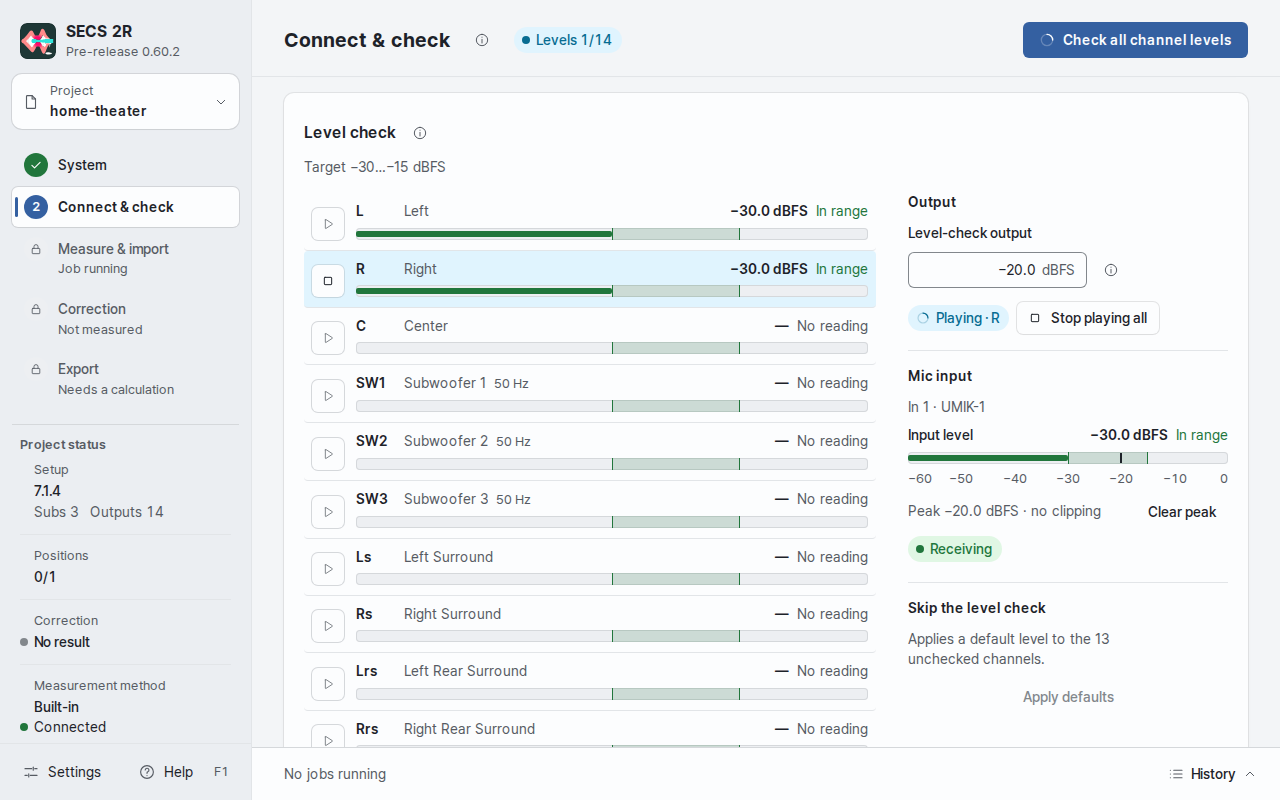 SECS 2R
Pre-release 0.60.2
Project
home-theater
System
2 Connect & check
Measure & import
Job running
Correction
Not measured
Export
Needs a calculation
Project status
Setup
7.1.4
Subs 3 Outputs 14
Positions
0/1
Correction
No result
Measurement method
Built-in
Connected
Settings
Help F1
Connect & check
Levels 1/14
Check all channel levels
Level check
Target −30…−15 dBFS
L Left −30.0 dBFS In range
R Right −30.0 dBFS In range
C Center — No reading
SW1 Subwoofer 1 50 Hz — No reading
SW2 Subwoofer 2 50 Hz — No reading
SW3 Subwoofer 3 50 Hz — No reading
Ls Left Surround — No reading
Rs Right Surround — No reading
Lrs Left Rear Surround — No reading
Rrs Right Rear Surround — No reading
Output
Level-check output
−20.0 dBFS
Playing · R
Stop playing all
Mic input
In 1 · UMIK-1
Input level −30.0 dBFS In range
−60 −50 −40 −30 −20 −10 0
Peak −20.0 dBFS · no clipping
Clear peak
Receiving
Skip the level check
Applies a default level to the 13
unchecked channels.
Apply defaults
No jobs running
History